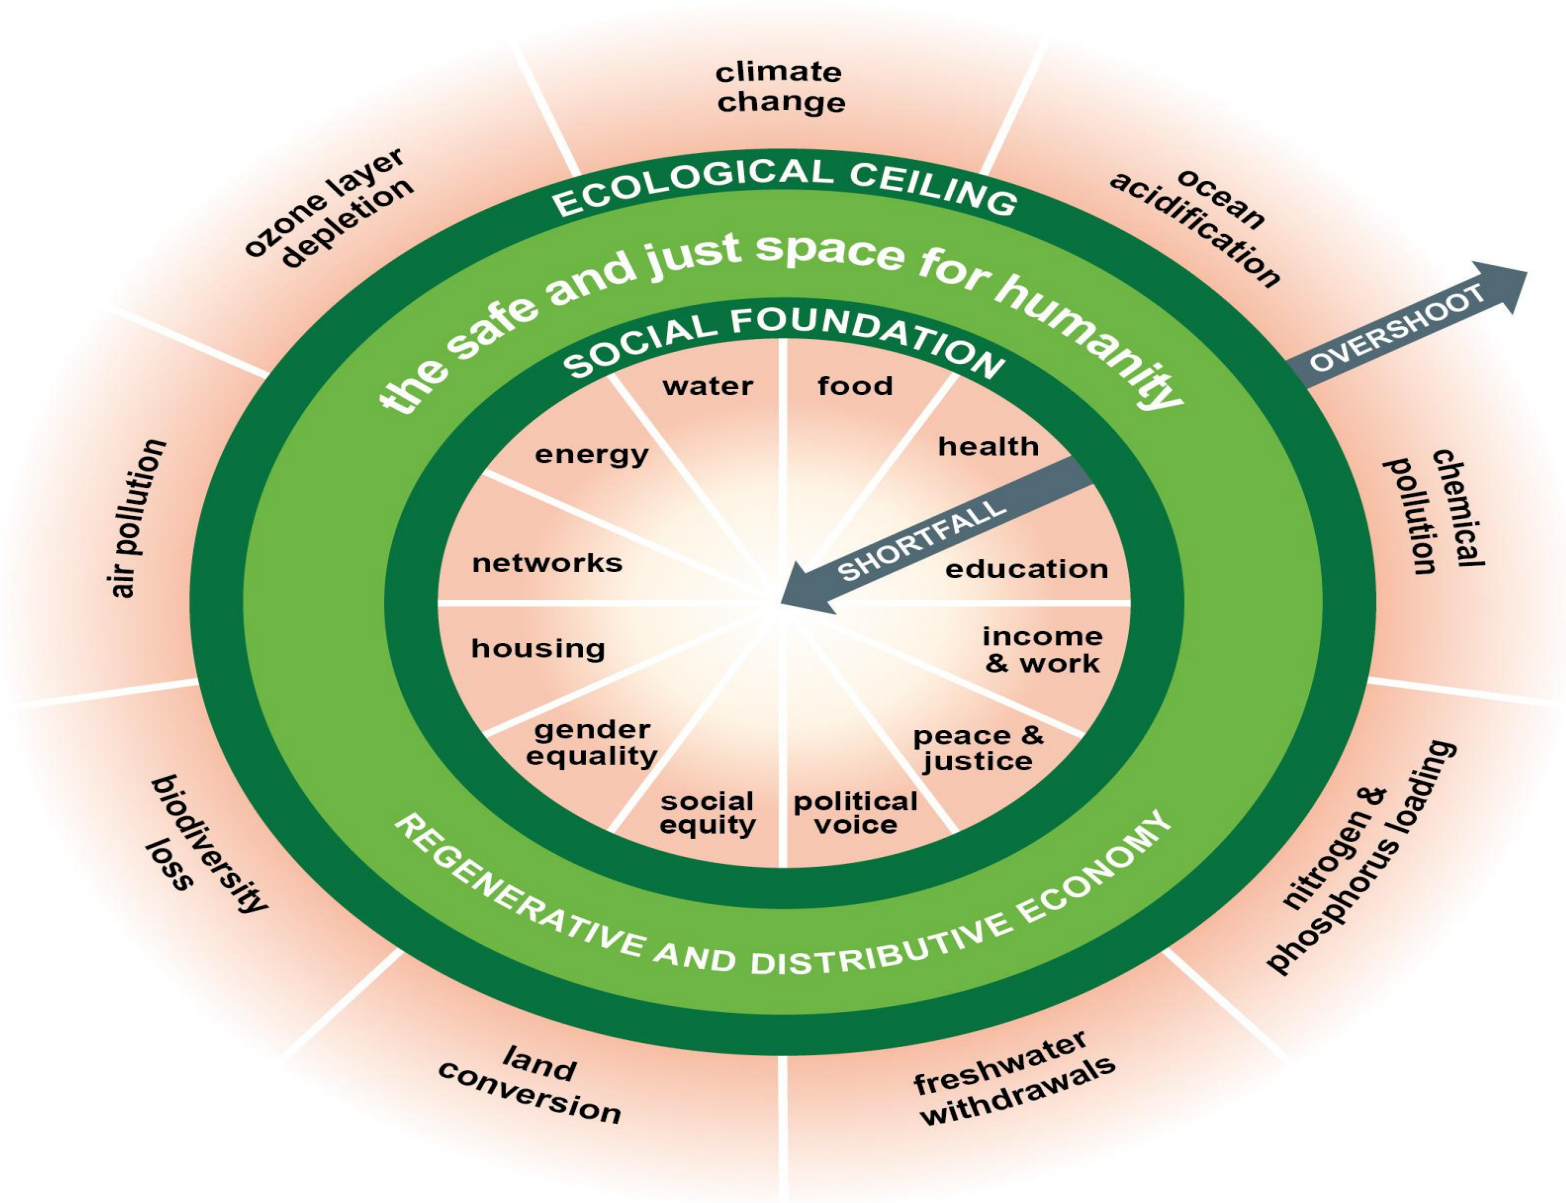 climate
change
ocean
acidification
OVERSHOOT
chemical
pollution
nitrogen &
phosphorus loading
freshwater
withdrawals
land
conversion
biodiversity
loss
air pollution
ozone layer
depletion
ECOLOGICAL CEILING
the safe and just space for humanity
SOCIAL FOUNDATION
water
food
health
SHORTFALL
education
income
& work
peace &
justice
political
voice
social
equity
gender
equality
housing
networks
energy
REGENERATIVE AND DISTRIBUTIVE ECONOMY